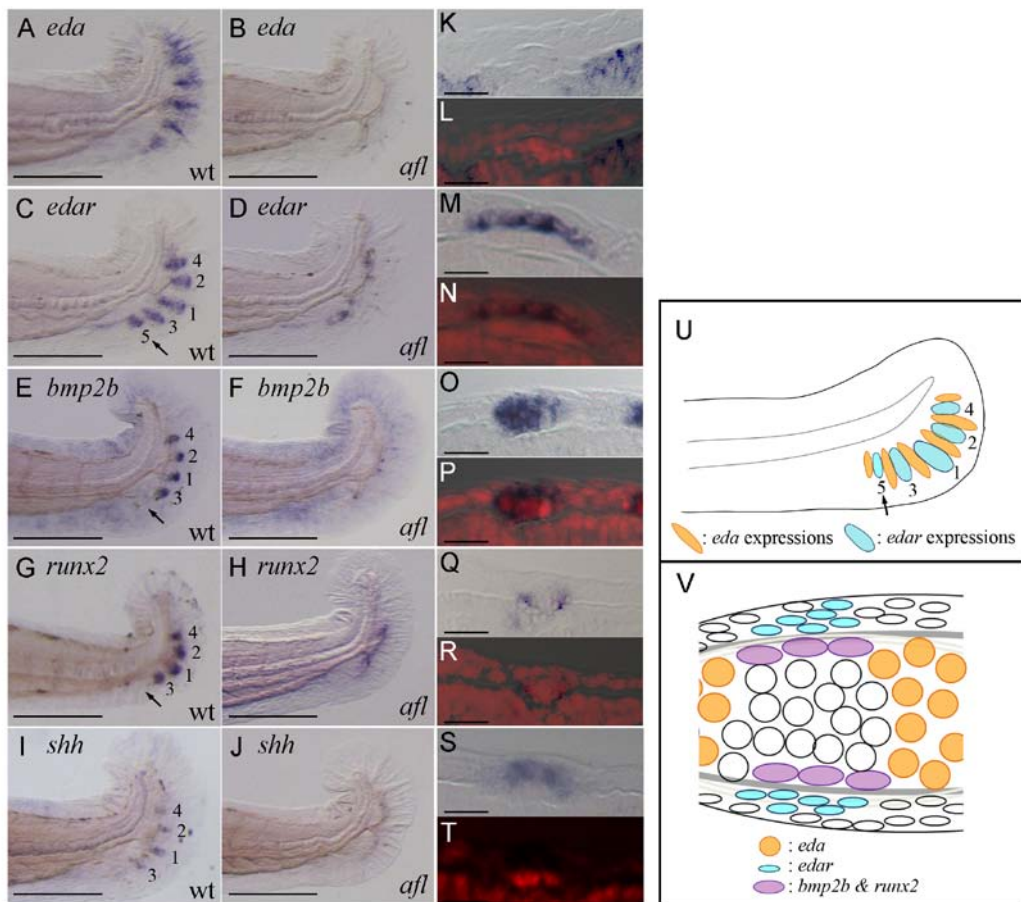 A eda
wt
B eda
afl
K
L
C edar
4
2
1
3
5
wt
D edar
afl
M
N
E bmp2b
4
2
1
3
wt
F bmp2b
afl
O
P
G runx2
4
2
1
3
wt
H runx2
afl
Q
R
I shh
4
2
1
3
wt
J shh
afl
S
T
U
4
2
1
3
5
: eda expressions
: edar expressions
V
: eda
: edar
: bmp2b & runx2